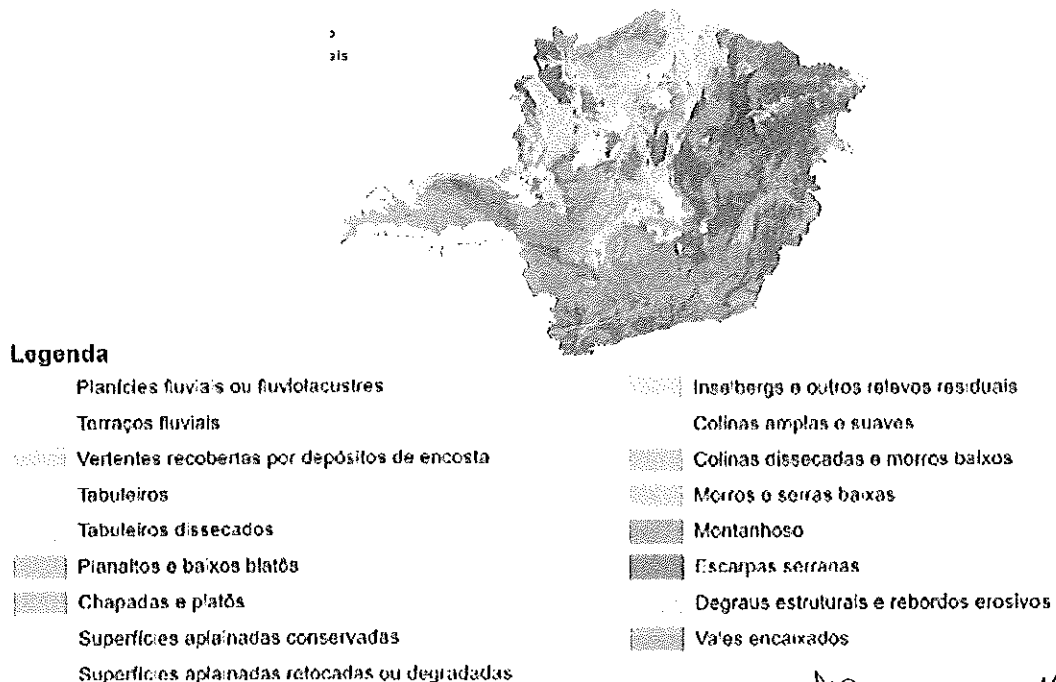 ais
Legenda
Planícies fluviais ou fluviolacustres
Terraços fluviais
Vertentes recobertas por depósitos de encosta
Tabuleiros
Tabuleiros dissecados
Planaltos e baixos blatôs
Chapadas e platôs
Superfícies aplainadas conservadas
Superfícies aplainadas retocadas ou degradadas
Inselbergs e outros relevos residuais
Colinas amplas e suaves
Colinas dissecadas e morros baixos
Morros e serras baixas
Montanhoso
Escarpas serranas
Degraus estruturais e rebordos erosivos
Vales encaixados